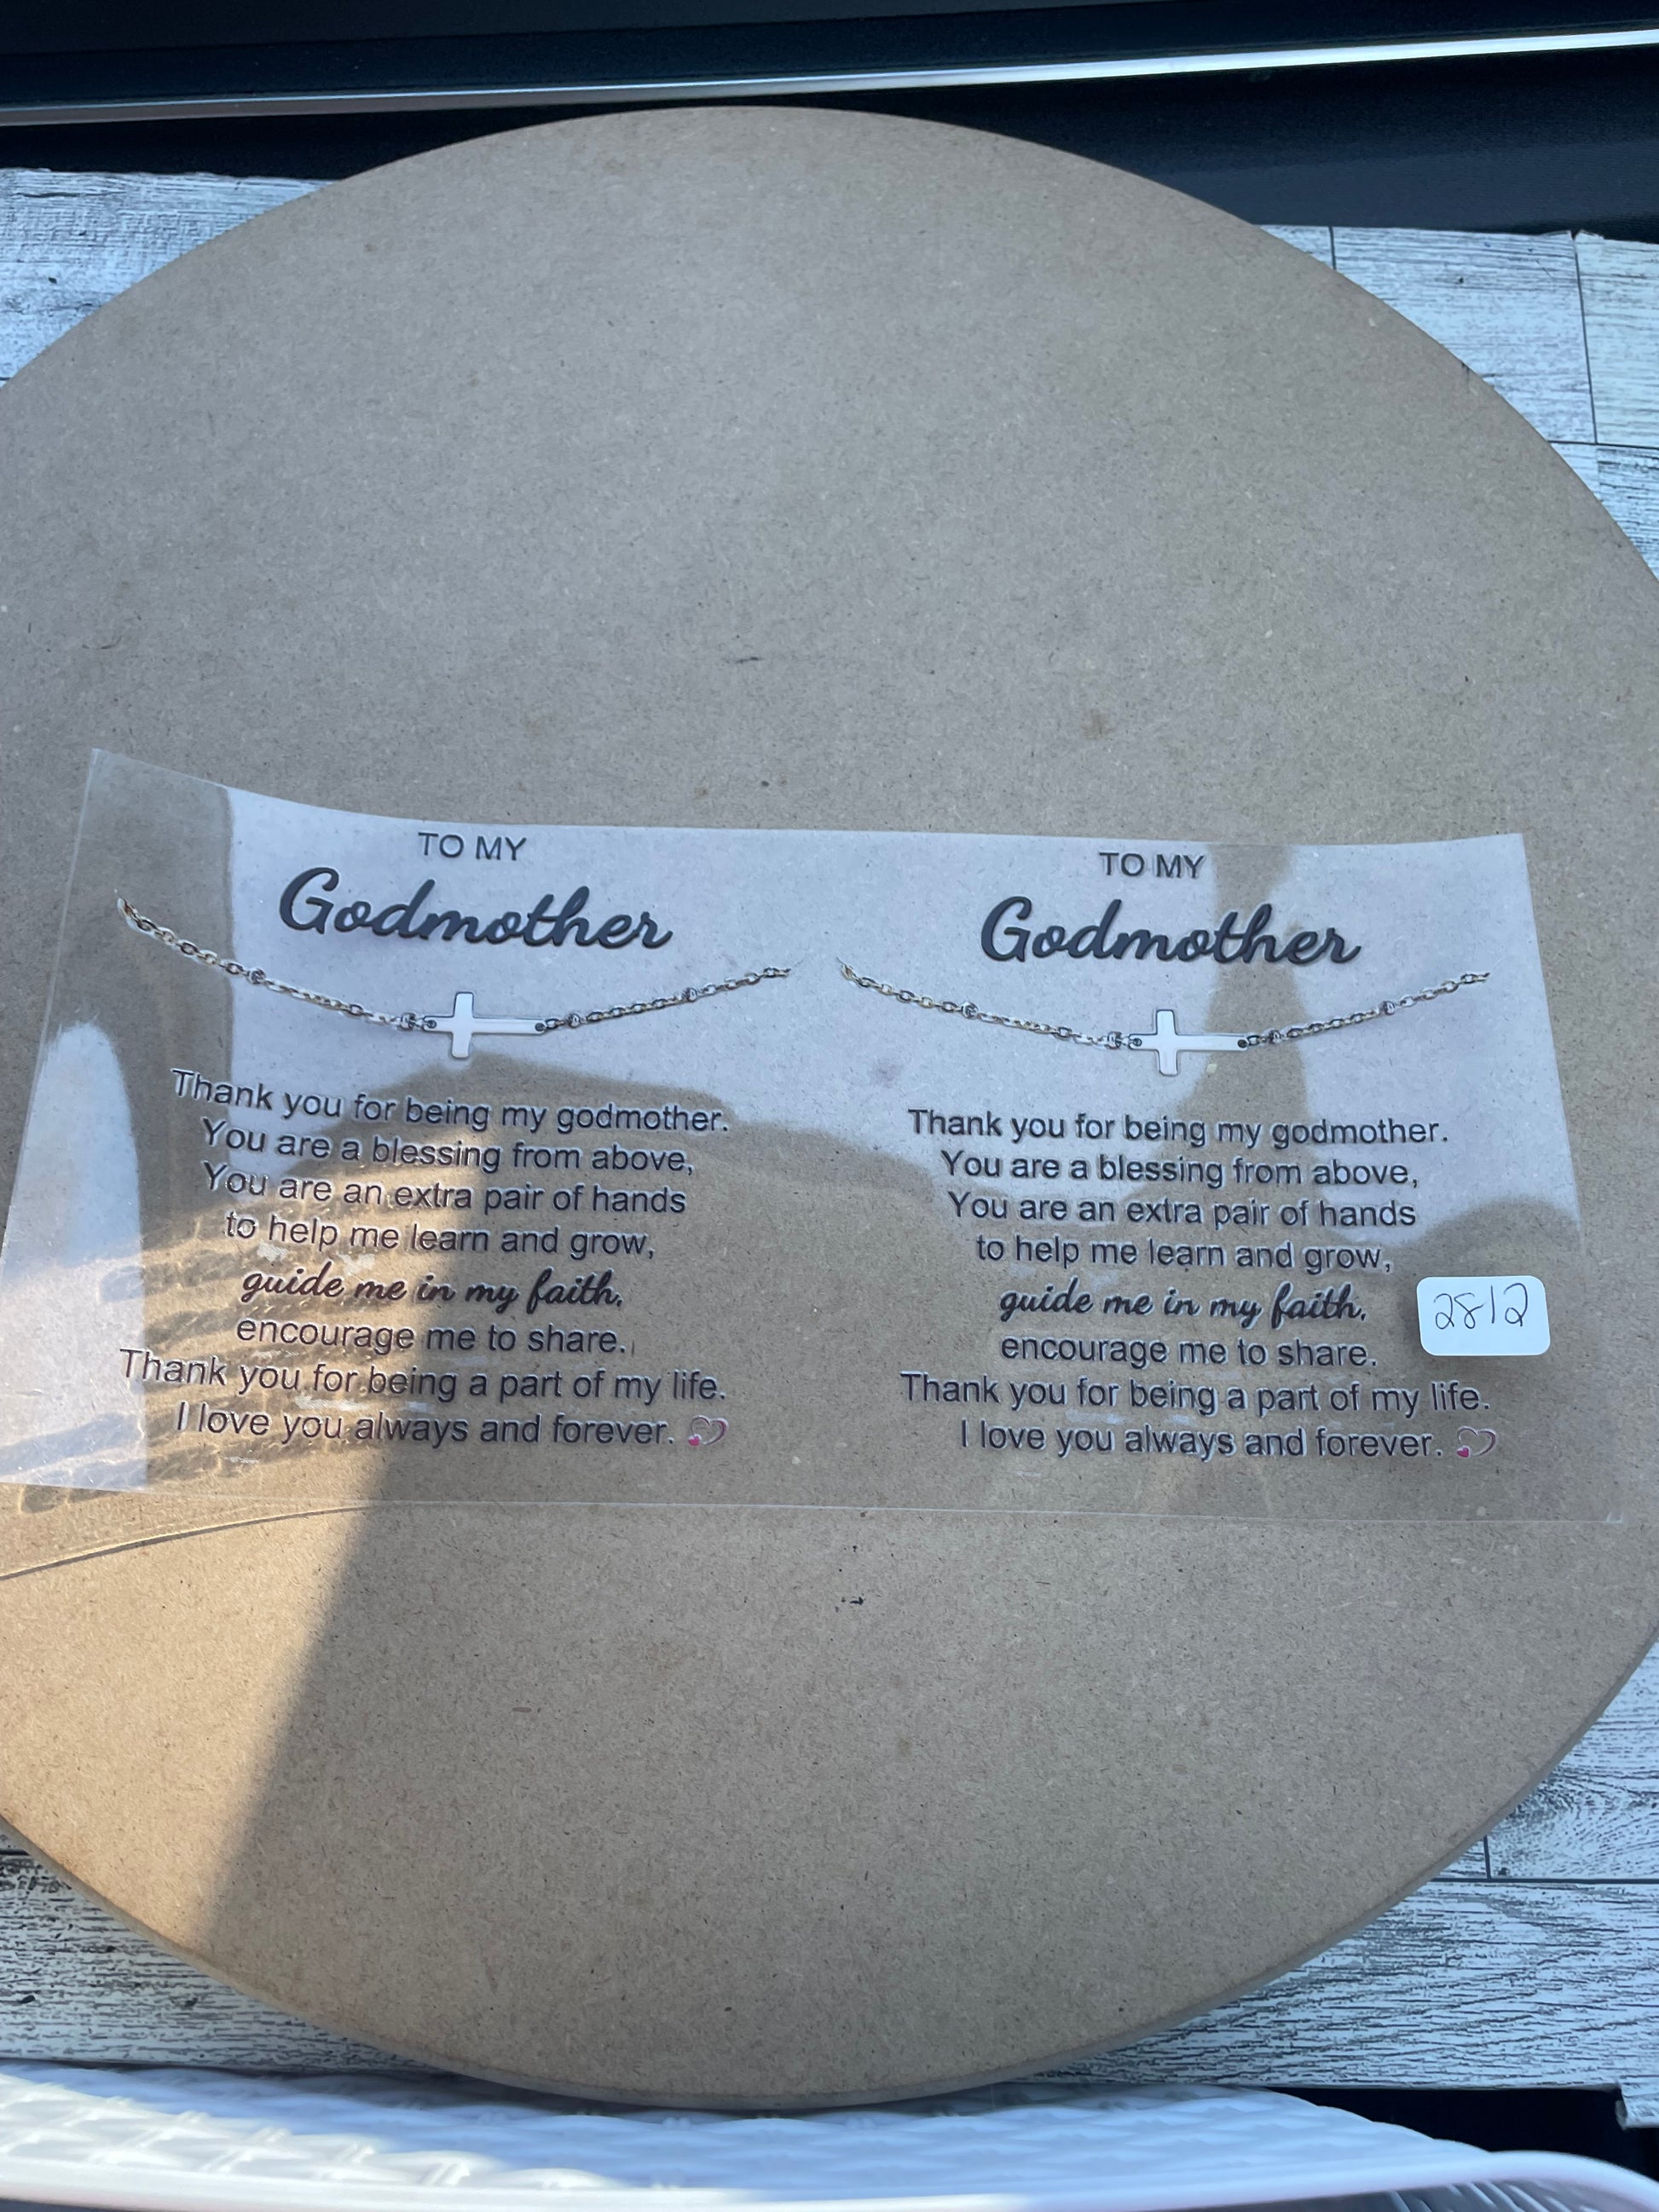 TO MY
Godmother
Thank you for being my godmother.
You are a blessing from above,
You are an extra pair of hands
to help me learn and grow,
guide me in my faith,
encourage me to share.
Thank you for being a part of my life.
I love you always and forever.
TO MY
Godmother
Thank you for being my godmother.
You are a blessing from above,
You are an extra pair of hands
to help me learn and grow,
guide me in my faith,
encourage me to share.
Thank you for being a part of my life.
I love you always and forever.
2812